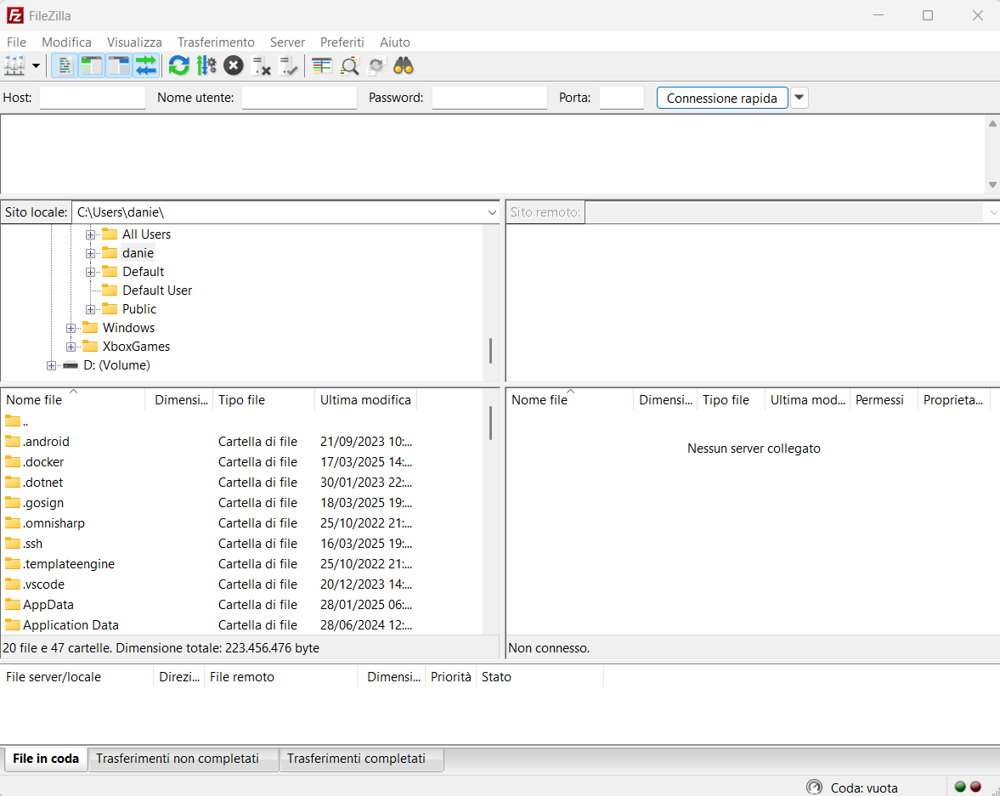 FileZilla
File Modifica Visualizza Trasferimento Server Preferiti Aiuto
Host: Nome utente: Password: Porta: Connessione rapida
Sito locale: C:\Users\danie\ Sito remoto:
All Users
danie
Default
Default User
Public
Windows
XboxGames
D: (Volume)
Nome file Dimensi... Tipo file Ultima modifica
..
.android Cartella di file 21/09/2023 10:...
.docker Cartella di file 17/03/2025 14:...
.dotnet Cartella di file 30/01/2023 22:...
.gosign Cartella di file 18/03/2025 19:...
.omnisharp Cartella di file 25/10/2022 21:...
.ssh Cartella di file 16/03/2025 19:...
.templateengine Cartella di file 25/10/2022 21:...
.vscode Cartella di file 20/12/2023 14:...
AppData Cartella di file 28/01/2025 06:...
Application Data Cartella di file 28/06/2024 12:...
20 file e 47 cartelle. Dimensione totale: 223.456.476 byte
Nome file Dimensi... Tipo file Ultima mod... Permessi Proprieta...
Nessun server collegato
Non connesso.
File server/locale Direzi... File remoto Dimensi... Priorità Stato
File in coda Trasferimenti non completati Trasferimenti completati
Coda: vuota